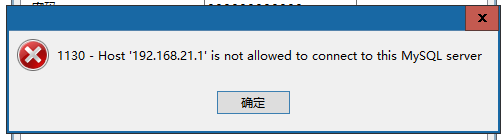 1130 - Host '192.168.21.1' is not allowed to connect to this MySQL server
确定